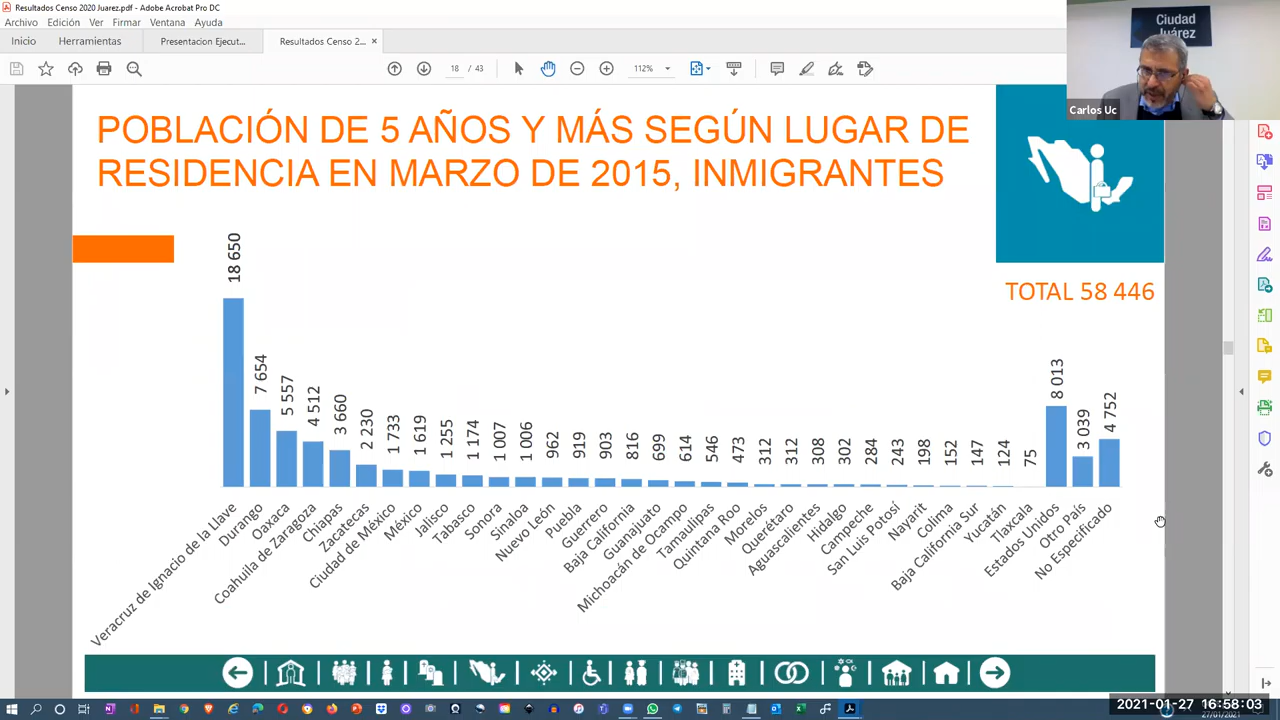 Resultados Censo 2020 Juarez.pdf - Adobe Acrobat Pro DC
Archivo Edición Ver Firmar Ventana Ayuda
Inicio Herramientas Presentacion Ejecut... Resultados Censo 2... ×
18 / 43 112%
Ciudad
Juárez
Carlos Uc
POBLACIÓN DE 5 AÑOS Y MÁS SEGÚN LUGAR DE
RESIDENCIA EN MARZO DE 2015, INMIGRANTES
TOTAL 58 446
18 650
7 654
5 557
4 512
3 660
2 230
1 733
1 619
1 255
1 174
1 007
1 006
962
919
903
816
699
614
546
473
312
312
308
302
284
243
198
152
147
124
75
8 013
3 039
4 752
Veracruz de Ignacio de la Llave
Durango
Oaxaca
Coahuila de Zaragoza
Chiapas
Zacatecas
Ciudad de México
México
Jalisco
Tabasco
Sonora
Sinaloa
Nuevo León
Puebla
Guerrero
Baja California
Guanajuato
Michoacán de Ocampo
Tamaulipas
Quintana Roo
Morelos
Querétaro
Aguascalientes
Hidalgo
Campeche
San Luis Potosí
Nayarit
Colima
Baja California Sur
Yucatán
Tlaxcala
Estados Unidos
Otro País
No Especificado
2021-01-27 16:58:03
27/01/2021